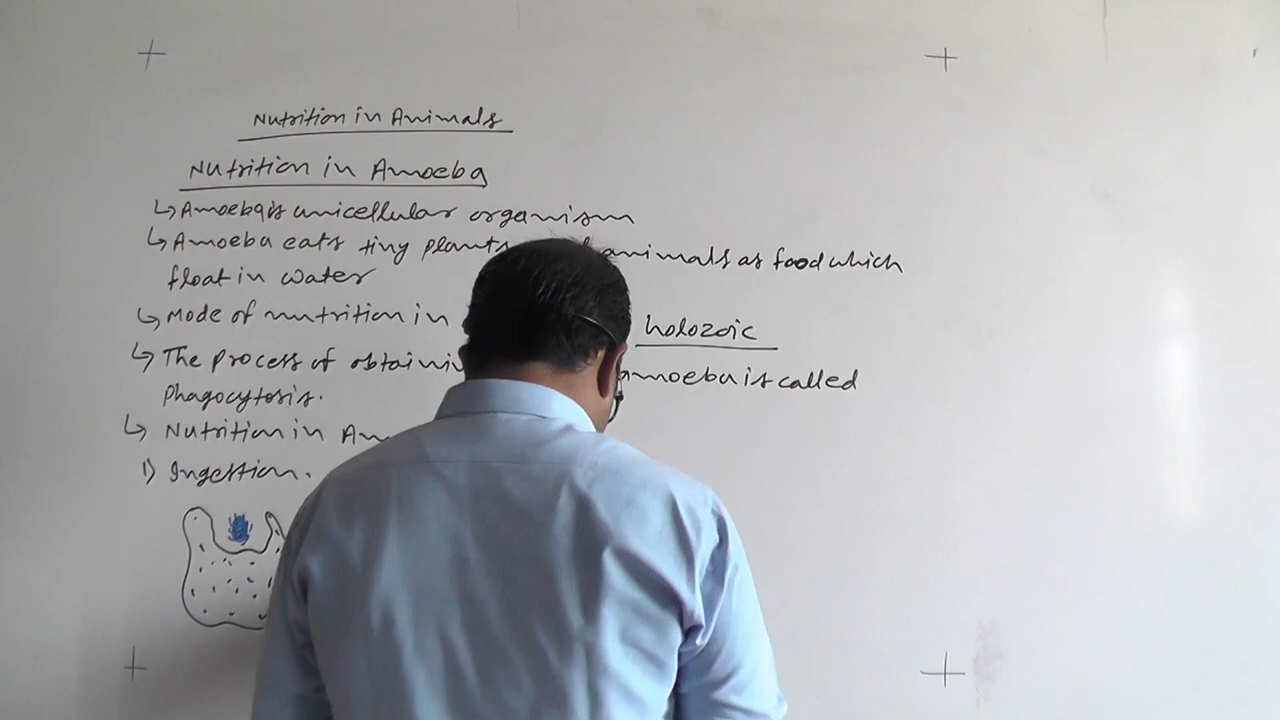 Nutrition in Animals
Nutrition in Amoeba
↳ Amoeba is unicellular organism
↳ Amoeba eats tiny plants animals as food which
float in water
↳ Mode of nutrition in holozoic
↳ The process of amoeba is called
Phagocytosis.
↳ Nutrition in
1) Ingestion.